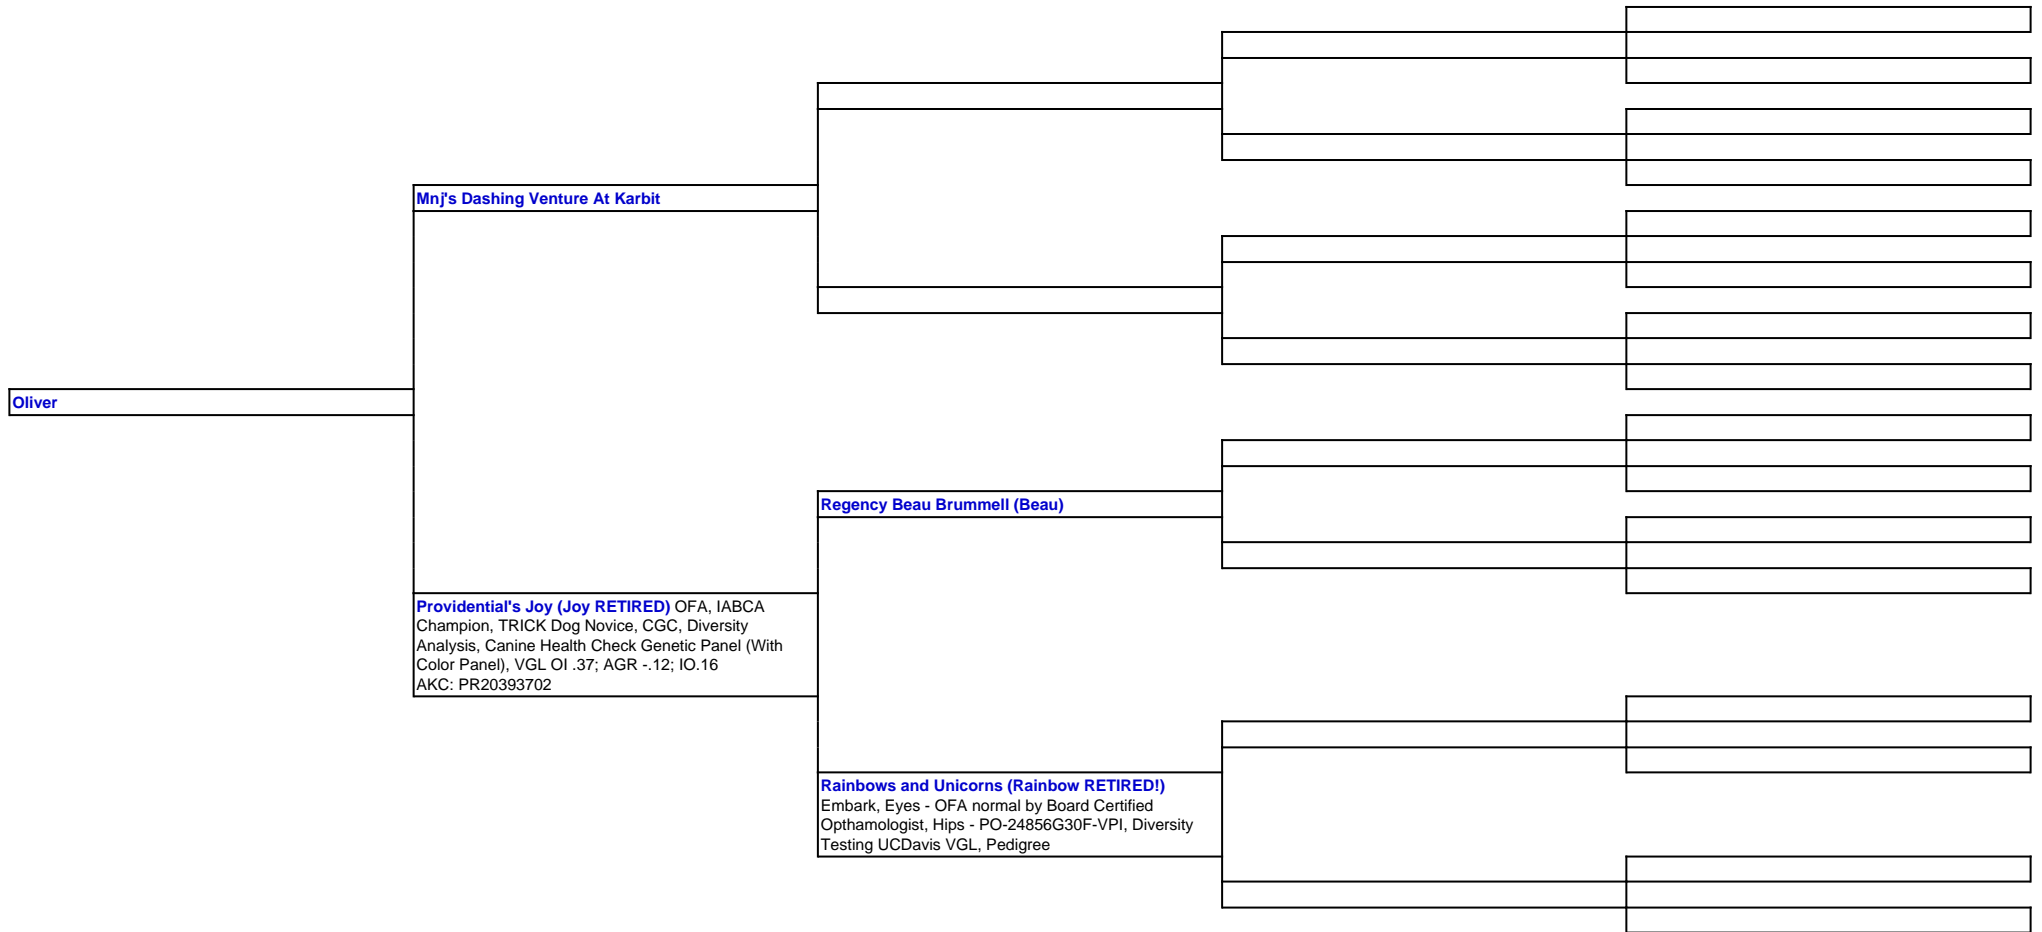 Mnj's Dashing Venture At Karbit
Oliver
Regency Beau Brummell (Beau)
Providential's Joy (Joy RETIRED) OFA, IABCA
Champion, TRICK Dog Novice, CGC, Diversity
Analysis, Canine Health Check Genetic Panel (With
Color Panel), VGL OI .37; AGR -.12; IO.16
AKC: PR20393702
Rainbows and Unicorns (Rainbow RETIRED!)
Embark, Eyes - OFA normal by Board Certified
Opthamologist, Hips - PO-24856G30F-VPI, Diversity
Testing UCDavis VGL, Pedigree